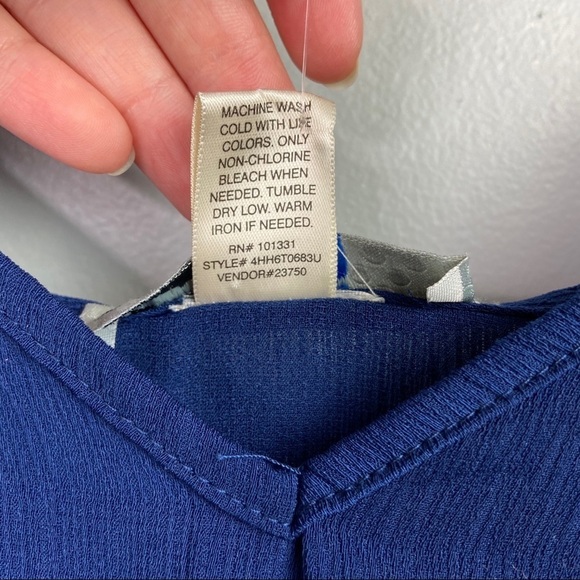 MACHINE WASH
COLD WITH LIKE
COLORS. ONLY
NON-CHLORINE
BLEACH WHEN
NEEDED. TUMBLE
DRY LOW. WARM
IRON IF NEEDED.
RN# 101331
STYLE# 4HH6T0683U
VENDOR#23750